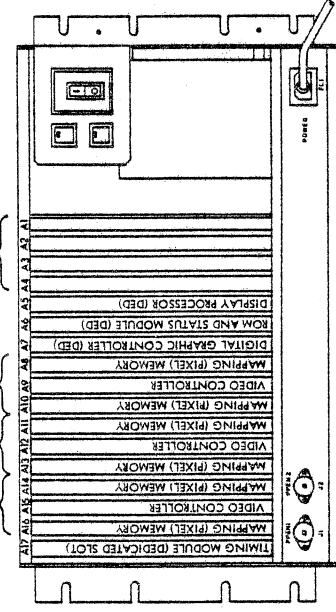 FL1
POWER
A1
A2
A3
A4
A5 DISPLAY PROCESSOR (DED)
A6 ROM AND STATUS MODULE (DED)
A7 DIGITAL GRAPHIC CONTROLLER (DED)
A8 MAPPING (PIXEL) MEMORY
A9 VIDEO CONTROLLER
A10 MAPPING (PIXEL) MEMORY
A11 MAPPING (PIXEL) MEMORY
A12 VIDEO CONTROLLER
A13 MAPPING (PIXEL) MEMORY
A14 MAPPING (PIXEL) MEMORY
A15 VIDEO CONTROLLER
A16 MAPPING (PIXEL) MEMORY
A17 TIMING MODULE (DEDICATED SLOT)
PPEN2 J2
PPEN1 J1